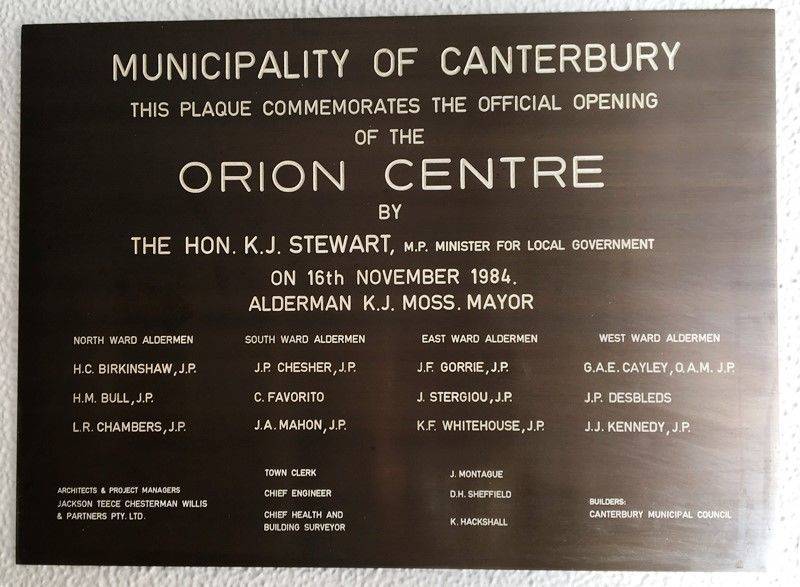 MUNICIPALITY OF CANTERBURY
THIS PLAQUE COMMEMORATES THE OFFICIAL OPENING
OF THE
ORION CENTRE
BY
THE HON. K.J. STEWART, M.P. MINISTER FOR LOCAL GOVERNMENT
ON 16th NOVEMBER 1984.
ALDERMAN K.J. MOSS. MAYOR
NORTH WARD ALDERMEN
H.C. BIRKINSHAW, J.P.
H.M. BULL, J.P.
L.R. CHAMBERS, J.P.
SOUTH WARD ALDERMEN
J.P. CHESHER, J.P.
C. FAVORITO
J.A. MAHON, J.P.
EAST WARD ALDERMEN
J.F. GORRIE, J.P.
J. STERGIOU, J.P.
K.F. WHITEHOUSE, J.P.
WEST WARD ALDERMEN
G.A.E. CAYLEY, O.A.M. J.P.
J.P. DESBLEDS
J.J. KENNEDY, J.P.
ARCHITECTS & PROJECT MANAGERS
JACKSON TEECE CHESTERMAN WILLIS
& PARTNERS PTY. LTD.
TOWN CLERK J. MONTAGUE
CHIEF ENGINEER D.H. SHEFFIELD
CHIEF HEALTH AND
BUILDING SURVEYOR K. HACKSHALL
BUILDERS:
CANTERBURY MUNICIPAL COUNCIL